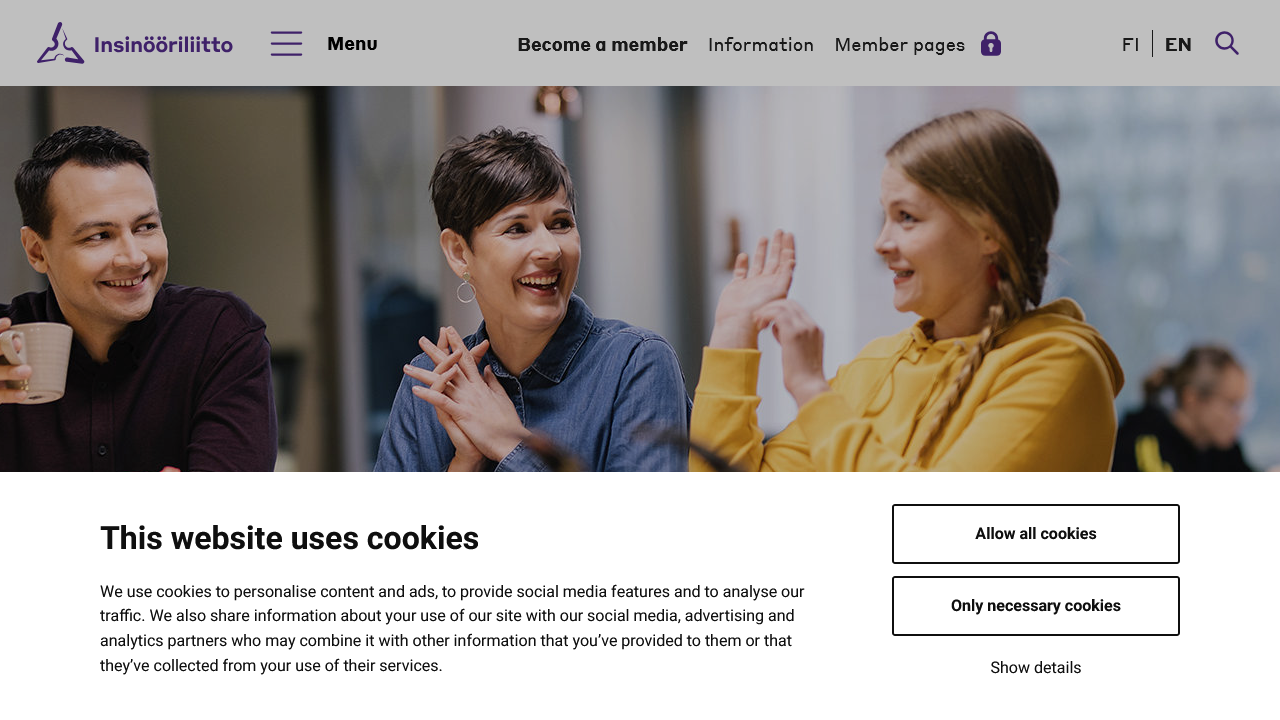 Insinööriliitto
Menu
Become a member
Information
Member pages
FI
EN
This website uses cookies
We use cookies to personalise content and ads, to provide social media features and to analyse our
traffic. We also share information about your use of our site with our social media, advertising and
analytics partners who may combine it with other information that you’ve provided to them or that
they’ve collected from your use of their services.
Allow all cookies
Only necessary cookies
Show details